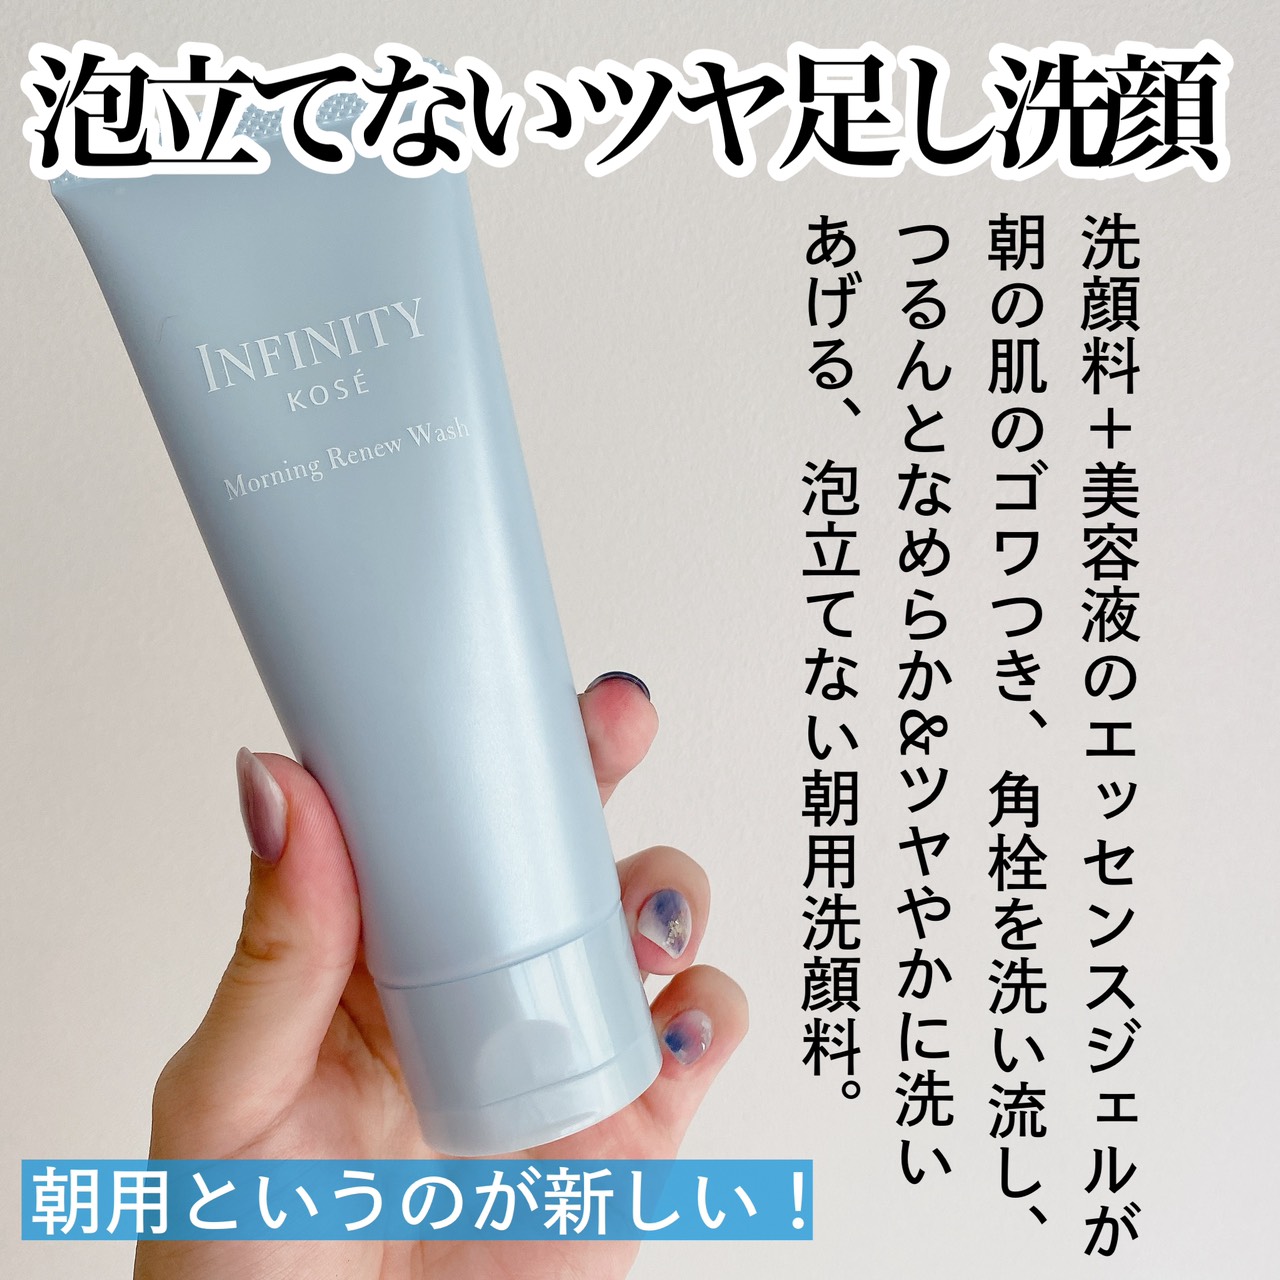 泡立てないツヤ足し洗顔
INFINITY
KOSÉ
Morning Renew Wash
洗顔料＋美容液のエッセンスジェルが
朝の肌のゴワつき、角栓を洗い流し、
つるんとなめらか&ツヤやかに洗い
あげる、泡立てない朝用洗顔料。
朝用というのが新しい！